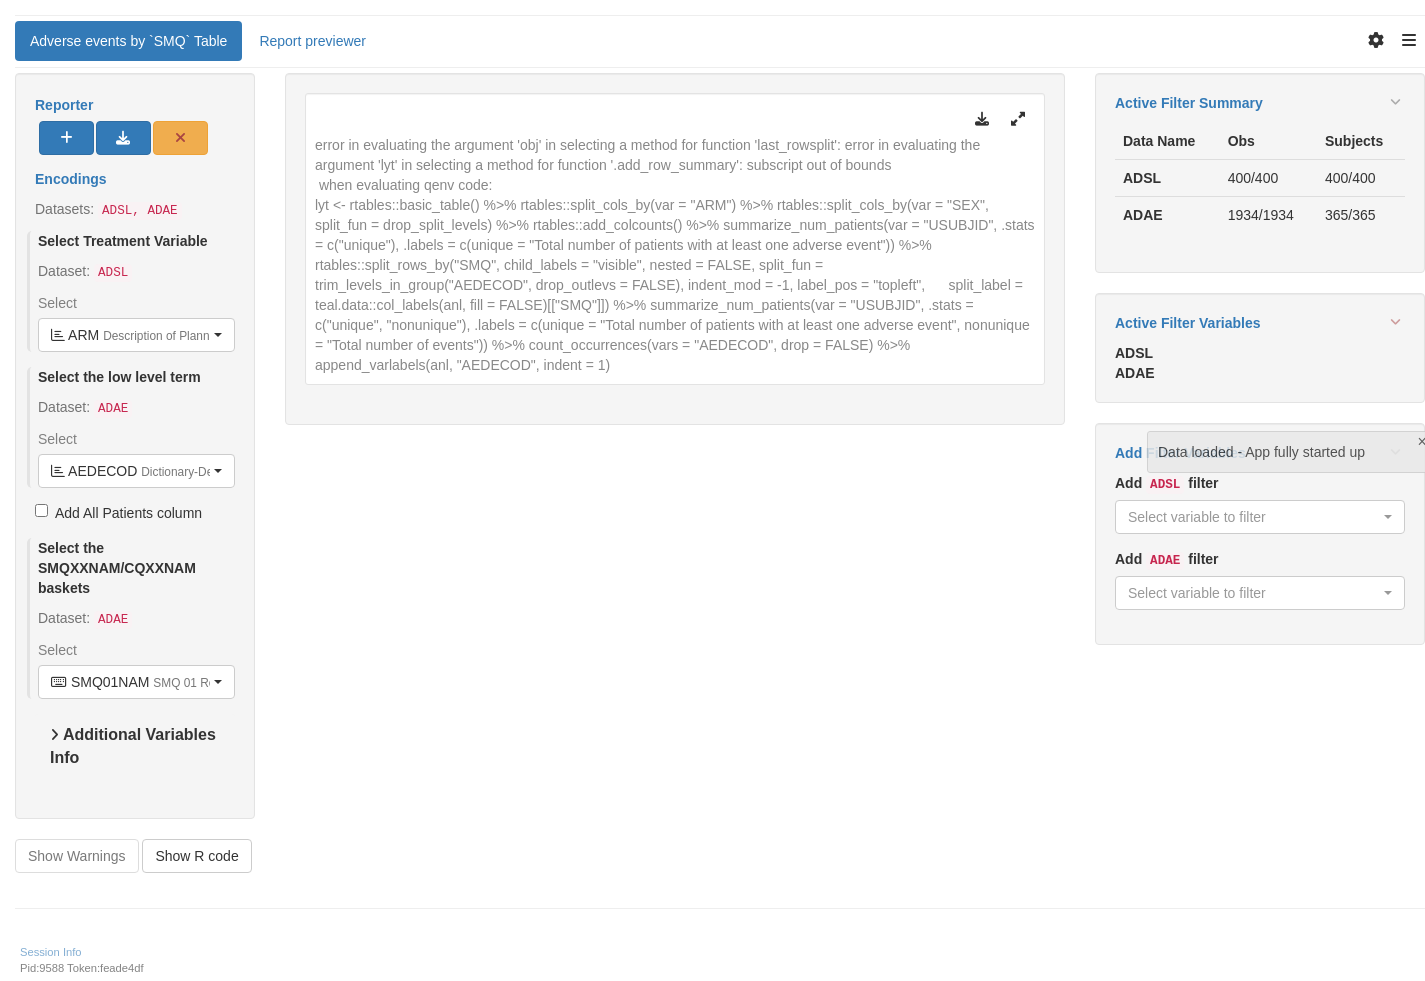 Adverse events by `SMQ` Table
Report previewer
Reporter
Encodings
Datasets: ADSL, ADAE
Select Treatment Variable
Dataset: ADSL
Select
ARM Description of Plann
Select the low level term
Dataset: ADAE
Select
AEDECOD Dictionary-De
Add All Patients column
Select the
SMQXXNAM/CQXXNAM
baskets
Dataset: ADAE
Select
SMQ01NAM SMQ 01 R
Additional Variables
Info
Show Warnings
Show R code
error in evaluating the argument 'obj' in selecting a method for function 'last_rowsplit': error in evaluating the
argument 'lyt' in selecting a method for function '.add_row_summary': subscript out of bounds
when evaluating qenv code:
lyt <- rtables::basic_table() %>% rtables::split_cols_by(var = "ARM") %>% rtables::split_cols_by(var = "SEX",
split_fun = drop_split_levels) %>% rtables::add_colcounts() %>% summarize_num_patients(var = "USUBJID", .stats
= c("unique"), .labels = c(unique = "Total number of patients with at least one adverse event")) %>%
rtables::split_rows_by("SMQ", child_labels = "visible", nested = FALSE, split_fun =
trim_levels_in_group("AEDECOD", drop_outlevs = FALSE), indent_mod = -1, label_pos = "topleft", split_label =
teal.data::col_labels(anl, fill = FALSE)[["SMQ"]]) %>% summarize_num_patients(var = "USUBJID", .stats =
c("unique", "nonunique"), .labels = c(unique = "Total number of patients with at least one adverse event", nonunique
= "Total number of events")) %>% count_occurrences(vars = "AEDECOD", drop = FALSE) %>%
append_varlabels(anl, "AEDECOD", indent = 1)
Active Filter Summary
Data Name Obs Subjects
ADSL 400/400 400/400
ADAE 1934/1934 365/365
Active Filter Variables
ADSL
ADAE
Add
Data loaded - App fully started up
Add ADSL filter
Select variable to filter
Add ADAE filter
Select variable to filter
Session Info
Pid:9588 Token:feade4df